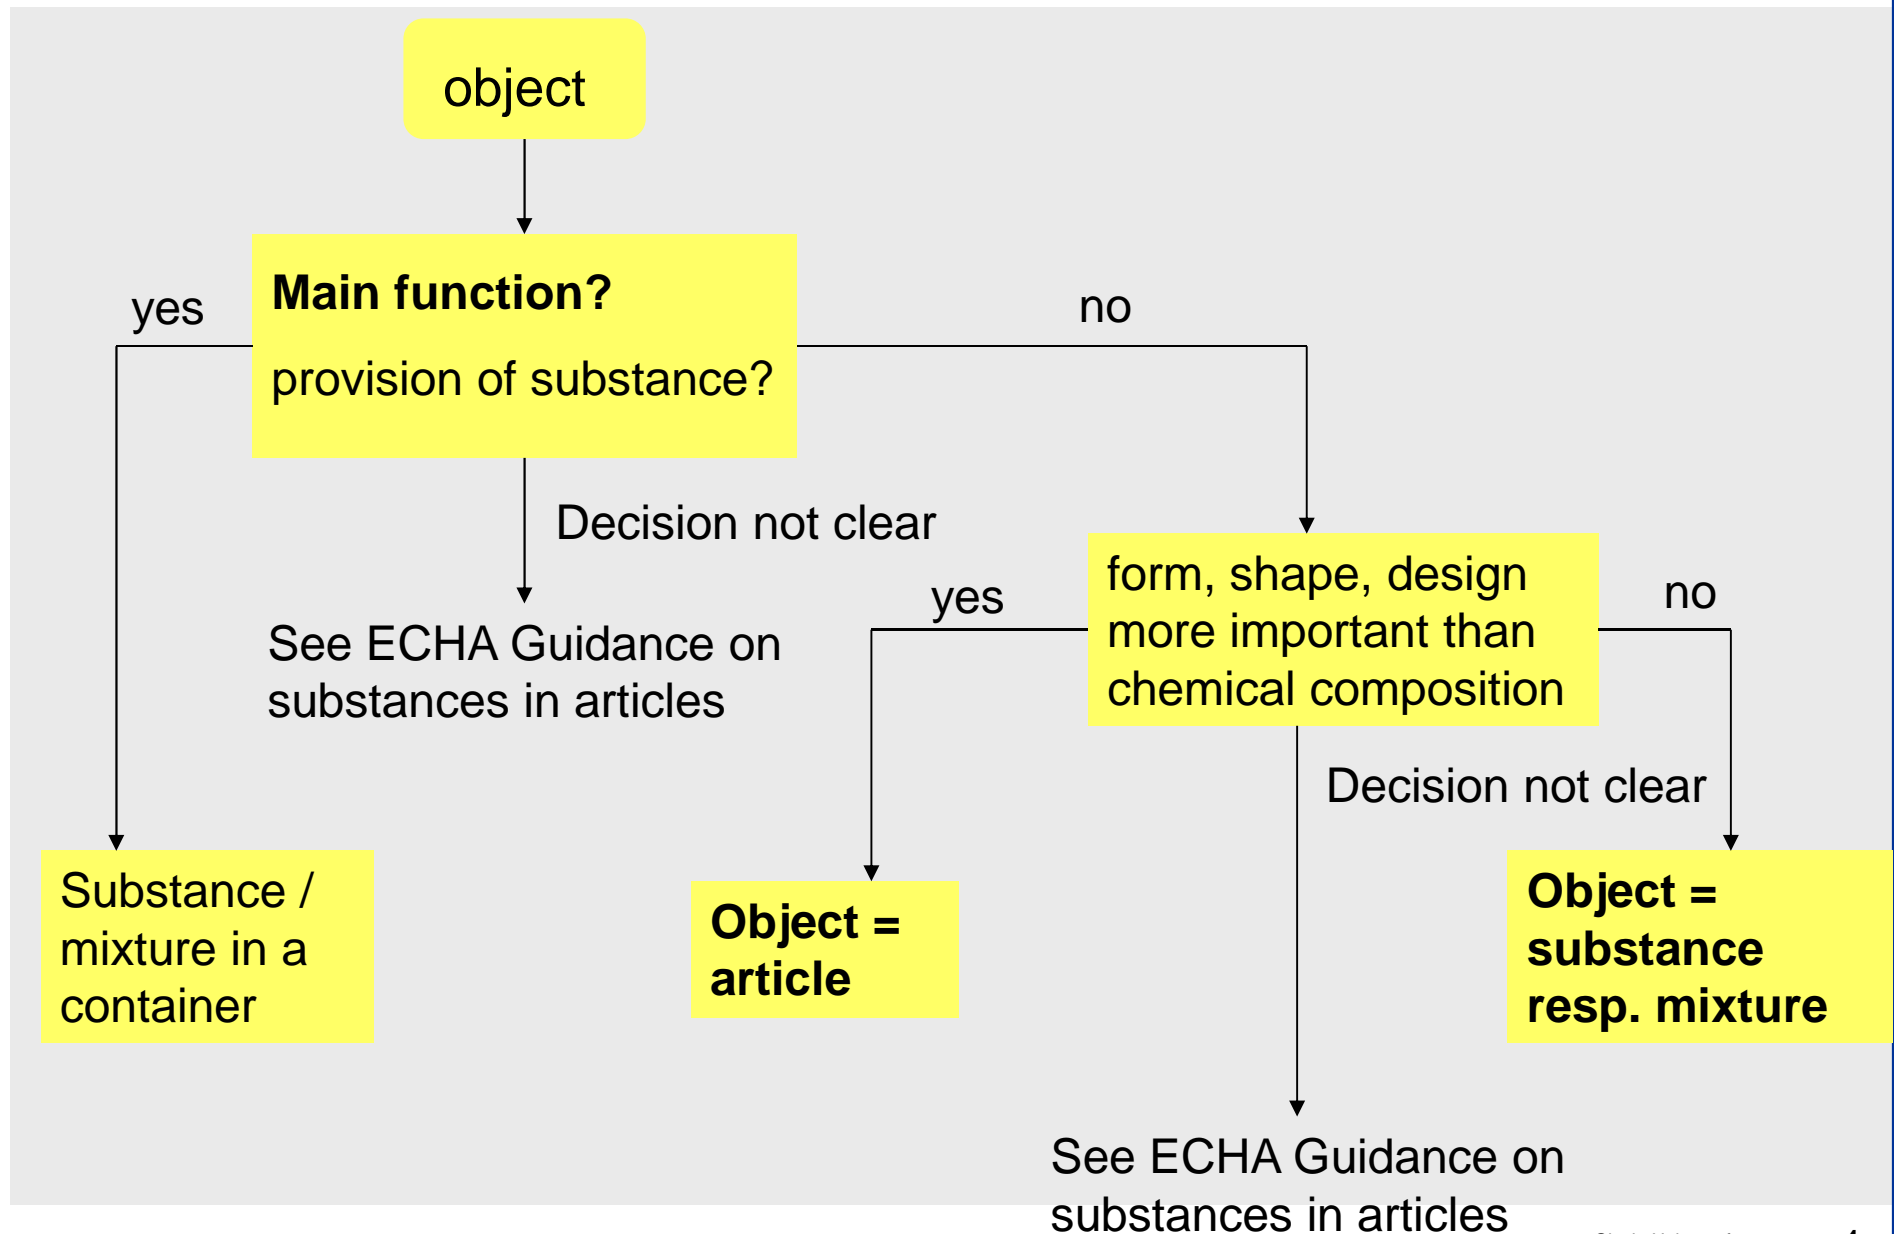 object
Main function?
provision of substance?
yes
no
Decision not clear
See ECHA Guidance on
substances in articles
form, shape, design
more important than
chemical composition
yes
no
Decision not clear
Substance /
mixture in a
container
Object =
article
Object =
substance
resp. mixture
See ECHA Guidance on
substances in articles